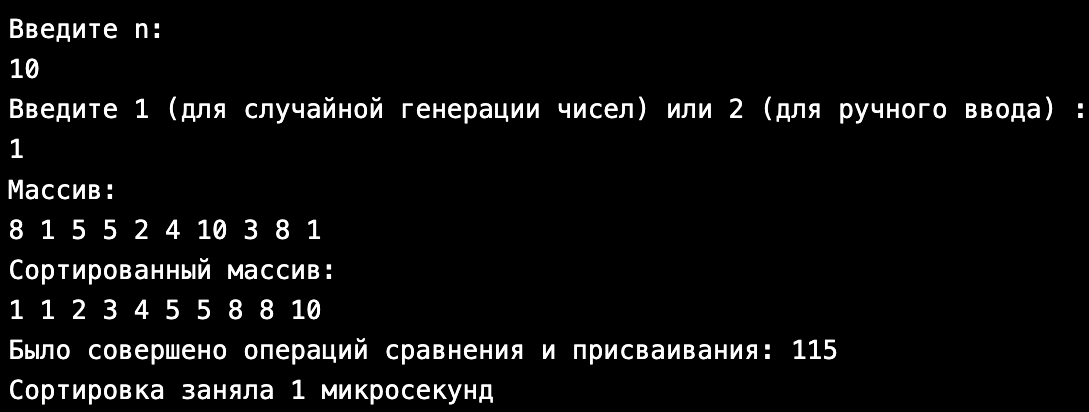 Введите n:
10
Введите 1 (для случайной генерации чисел) или 2 (для ручного ввода) :
1
Массив:
8 1 5 5 2 4 10 3 8 1
Сортированный массив:
1 1 2 3 4 5 5 8 8 10
Было совершено операций сравнения и присваивания: 115
Сортировка заняла 1 микросекунд